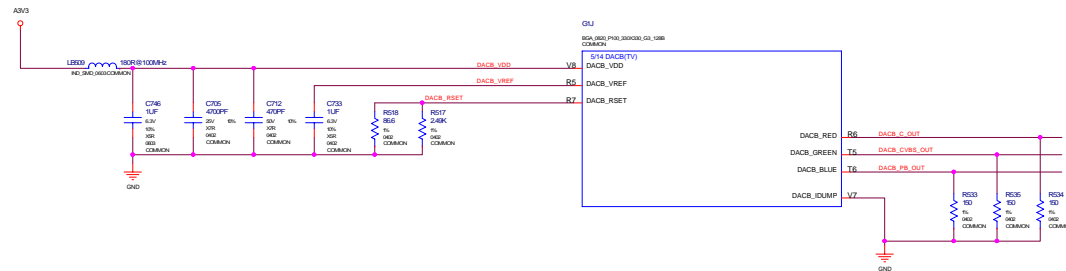 A3V3
LB509 180R@100MHz
IND_SMD_0603 COMMON
DACB_VDD
DACB_VREF
DACB_RSET
C746
1UF
6.3V
10%
X5R
0603
COMMON
C705
4700PF
25V 10%
X7R
0402
COMMON
C712
470PF
50V 10%
X7R
0402
COMMON
C733
1UF
6.3V
10%
X5R
0402
COMMON
R518
86.6
1%
0402
COMMON
R517
2.49K
1%
0402
COMMON
GND
G1J
BGA_0820_P100_330X330_G3_128B
COMMON
5/14 DACB(TV)
V8 DACB_VDD
R5 DACB_VREF
R7 DACB_RSET
DACB_RED R6 DACB_C_OUT
DACB_GREEN T5 DACB_CVBS_OUT
DACB_BLUE T6 DACB_PB_OUT
DACB_IDUMP V7
R533
150
1%
0402
COMMON
R535
150
1%
0402
COMMON
R534
150
1%
0402
COMM
GND